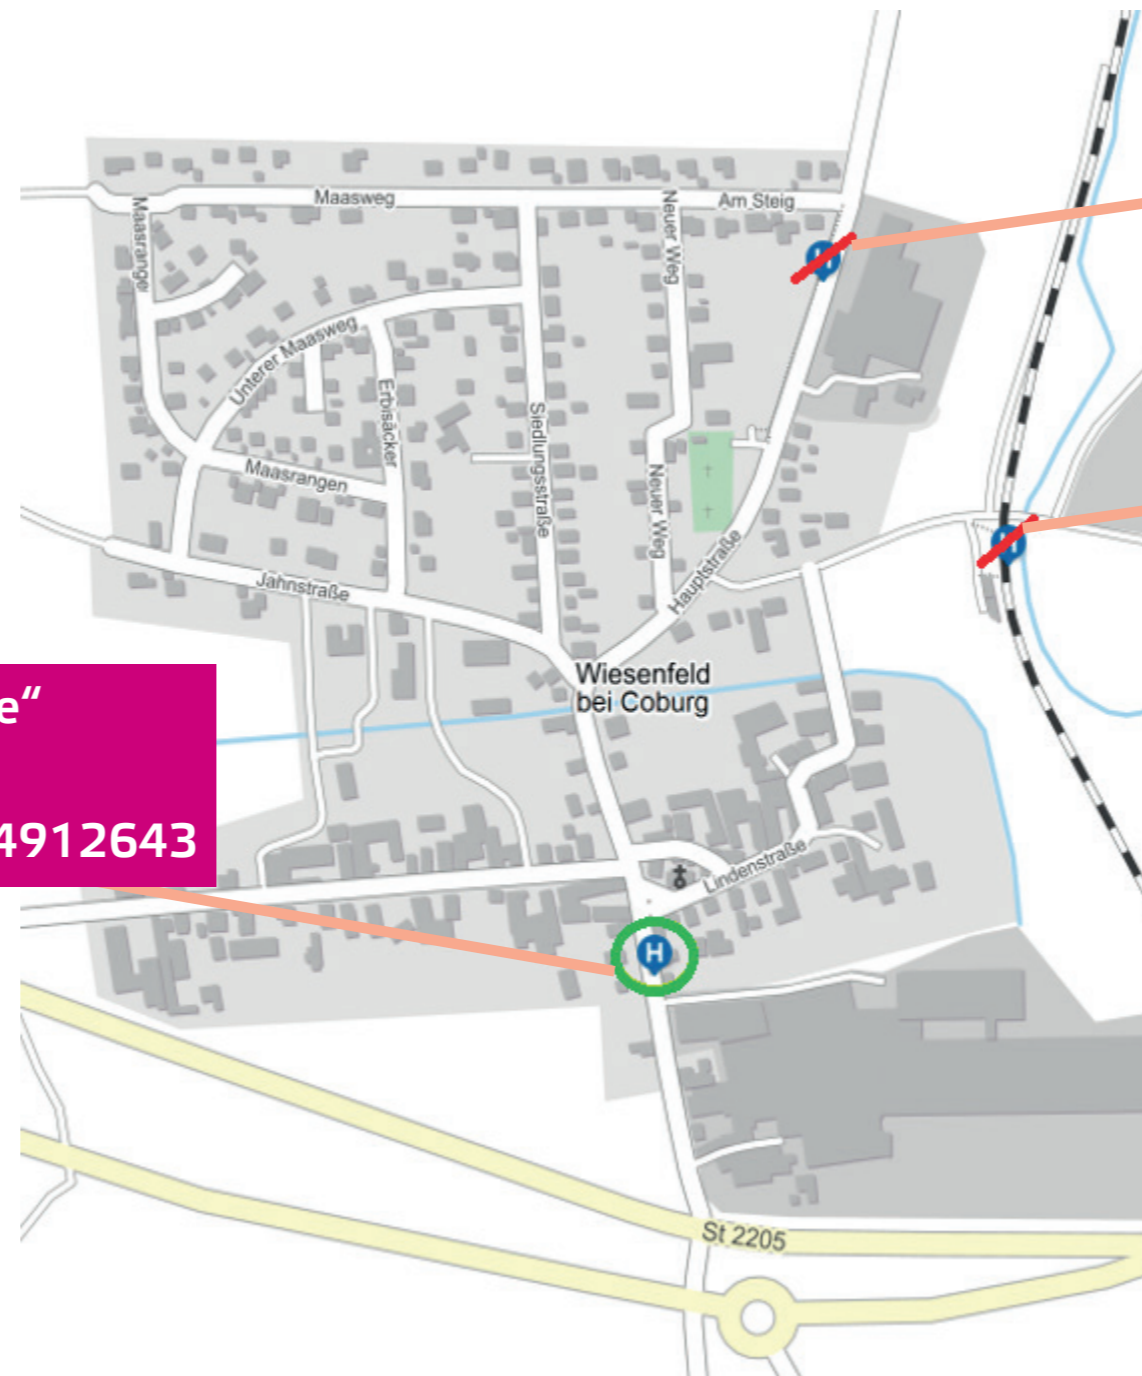 Maasweg
Am Steig
Maasrange
Neuer Weg
Unterer Maasweg
Erbisäcker
Siedlungsstraße
Maasrangen
Neuer Weg
Hauptstraße
Jahnstraße
Wiesenfeld
bei Coburg
e“
4912643
Lindenstraße
H
St 2205